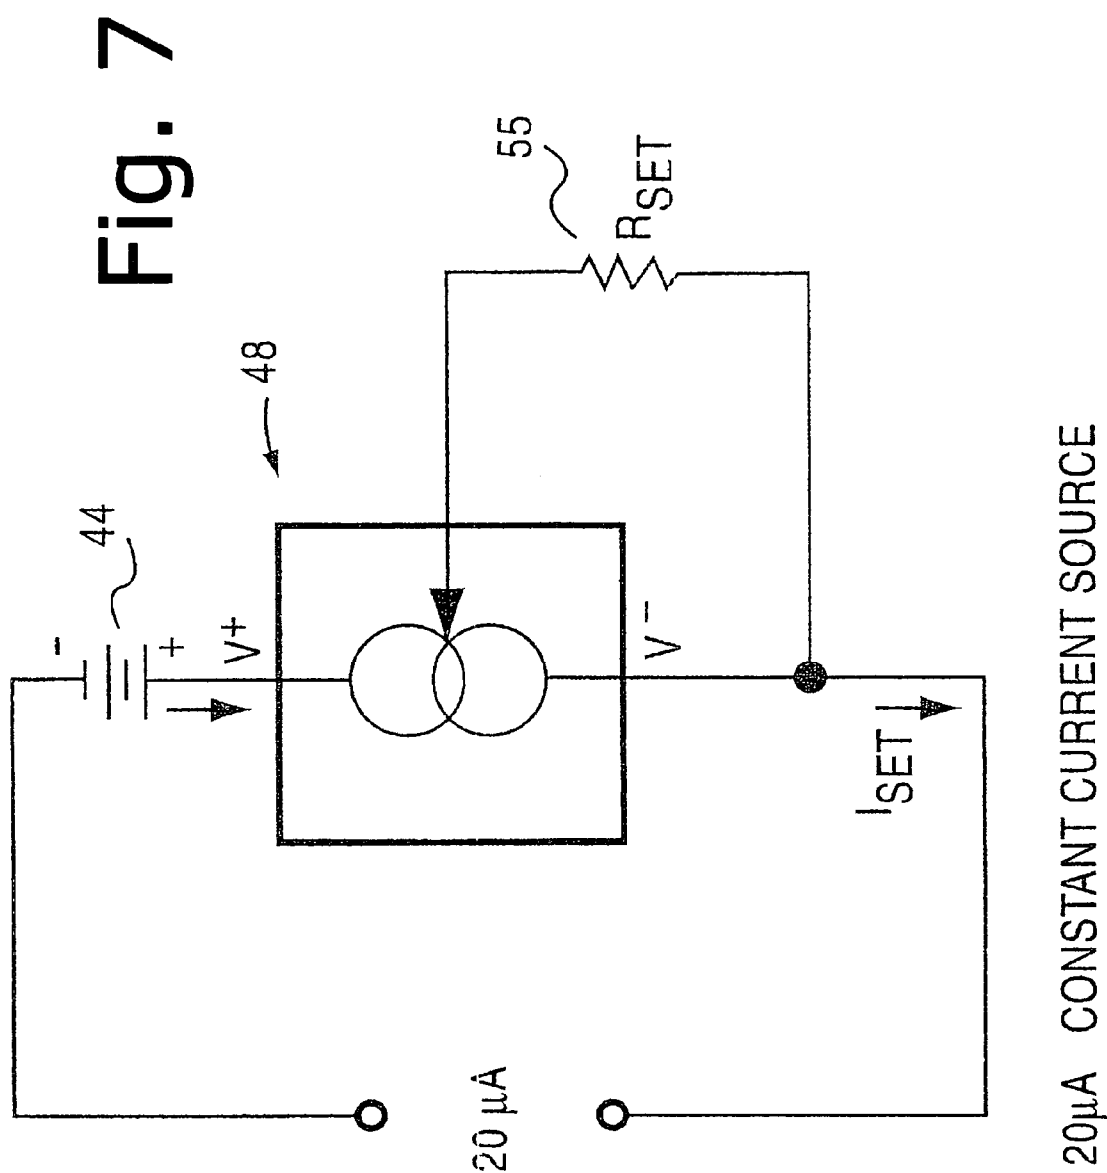 Fig. 7
44
-
+
V+
48
55
RSET
V-
ISET
20 µA
20µA CONSTANT CURRENT SOURCE